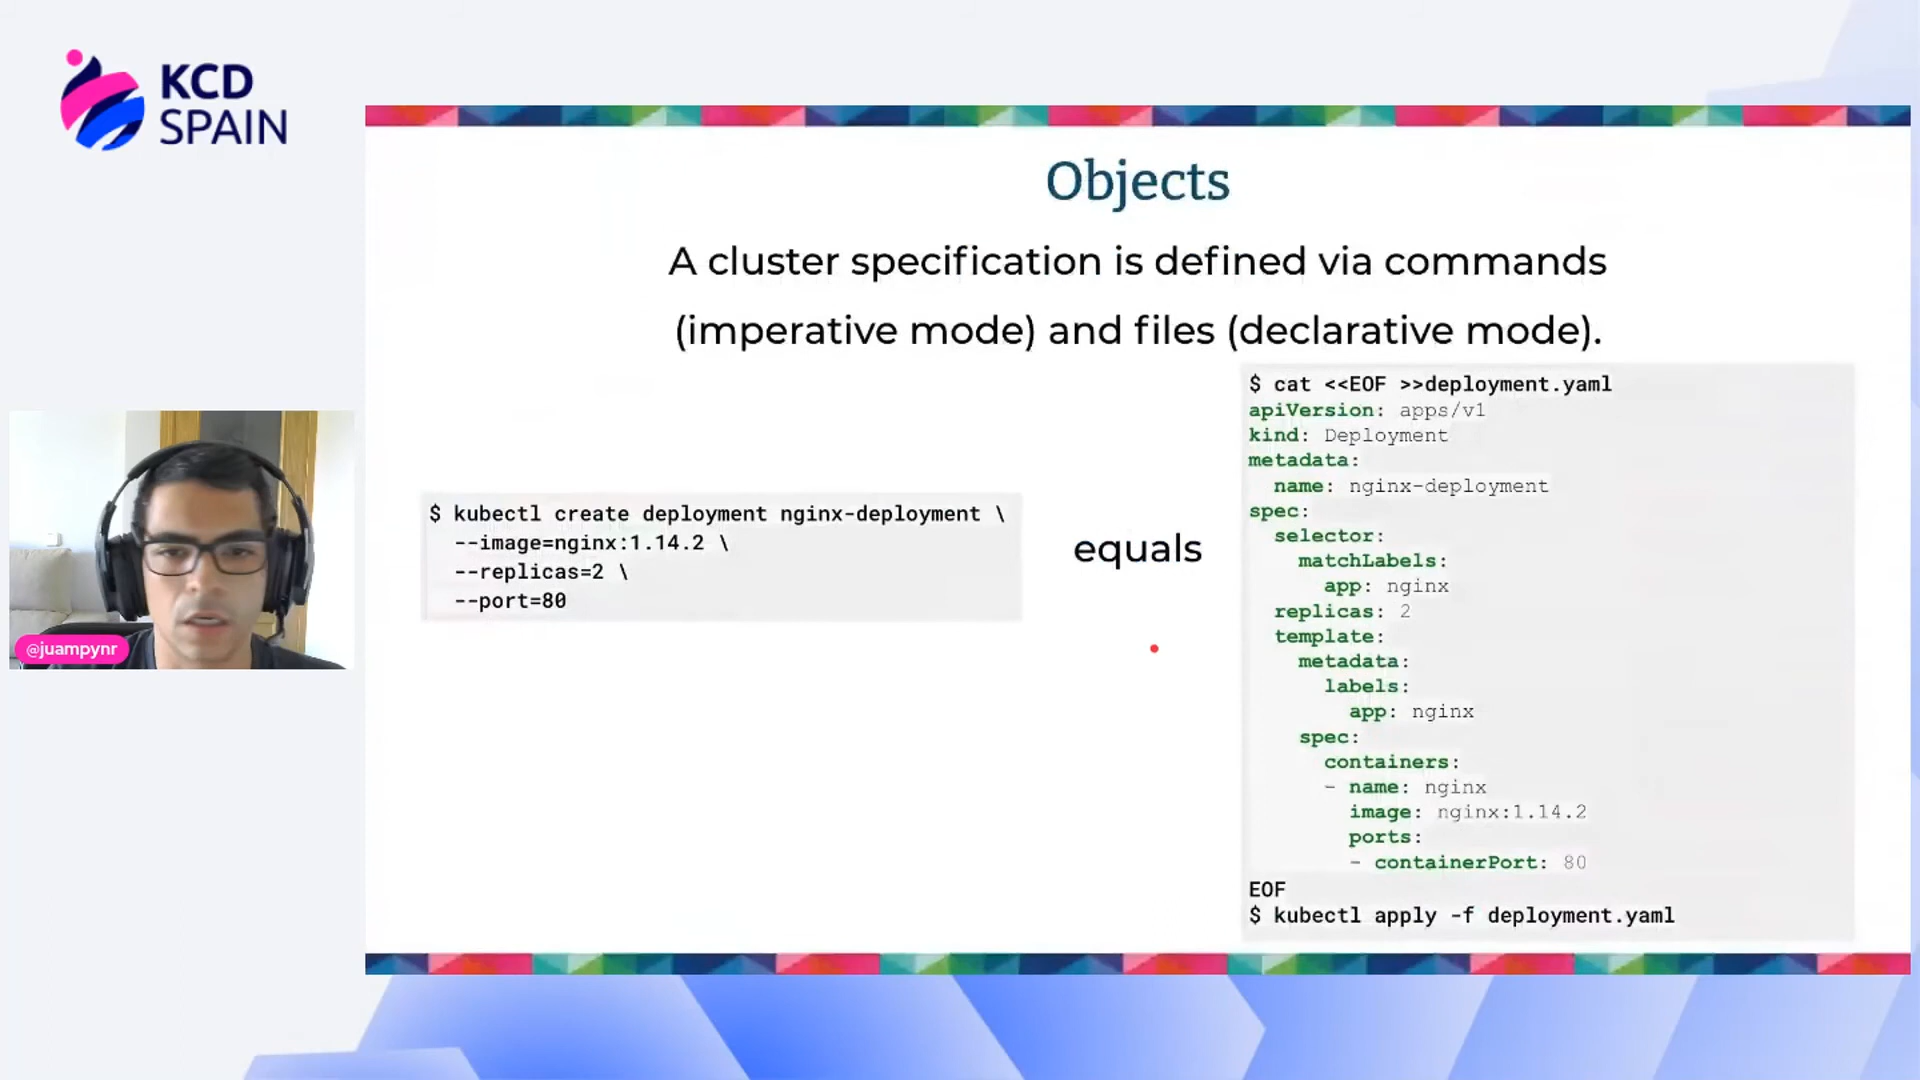 KCD
SPAIN
Objects
A cluster specification is defined via commands
(imperative mode) and files (declarative mode).
$ kubectl create deployment nginx-deployment \
--image=nginx:1.14.2 \
--replicas=2 \
--port=80
equals
$ cat <<EOF >>deployment.yaml
apiVersion: apps/v1
kind: Deployment
metadata:
  name: nginx-deployment
spec:
  selector:
    matchLabels:
      app: nginx
  replicas: 2
  template:
    metadata:
      labels:
        app: nginx
    spec:
      containers:
      - name: nginx
        image: nginx:1.14.2
        ports:
        - containerPort: 80
EOF
$ kubectl apply -f deployment.yaml
@juampynr